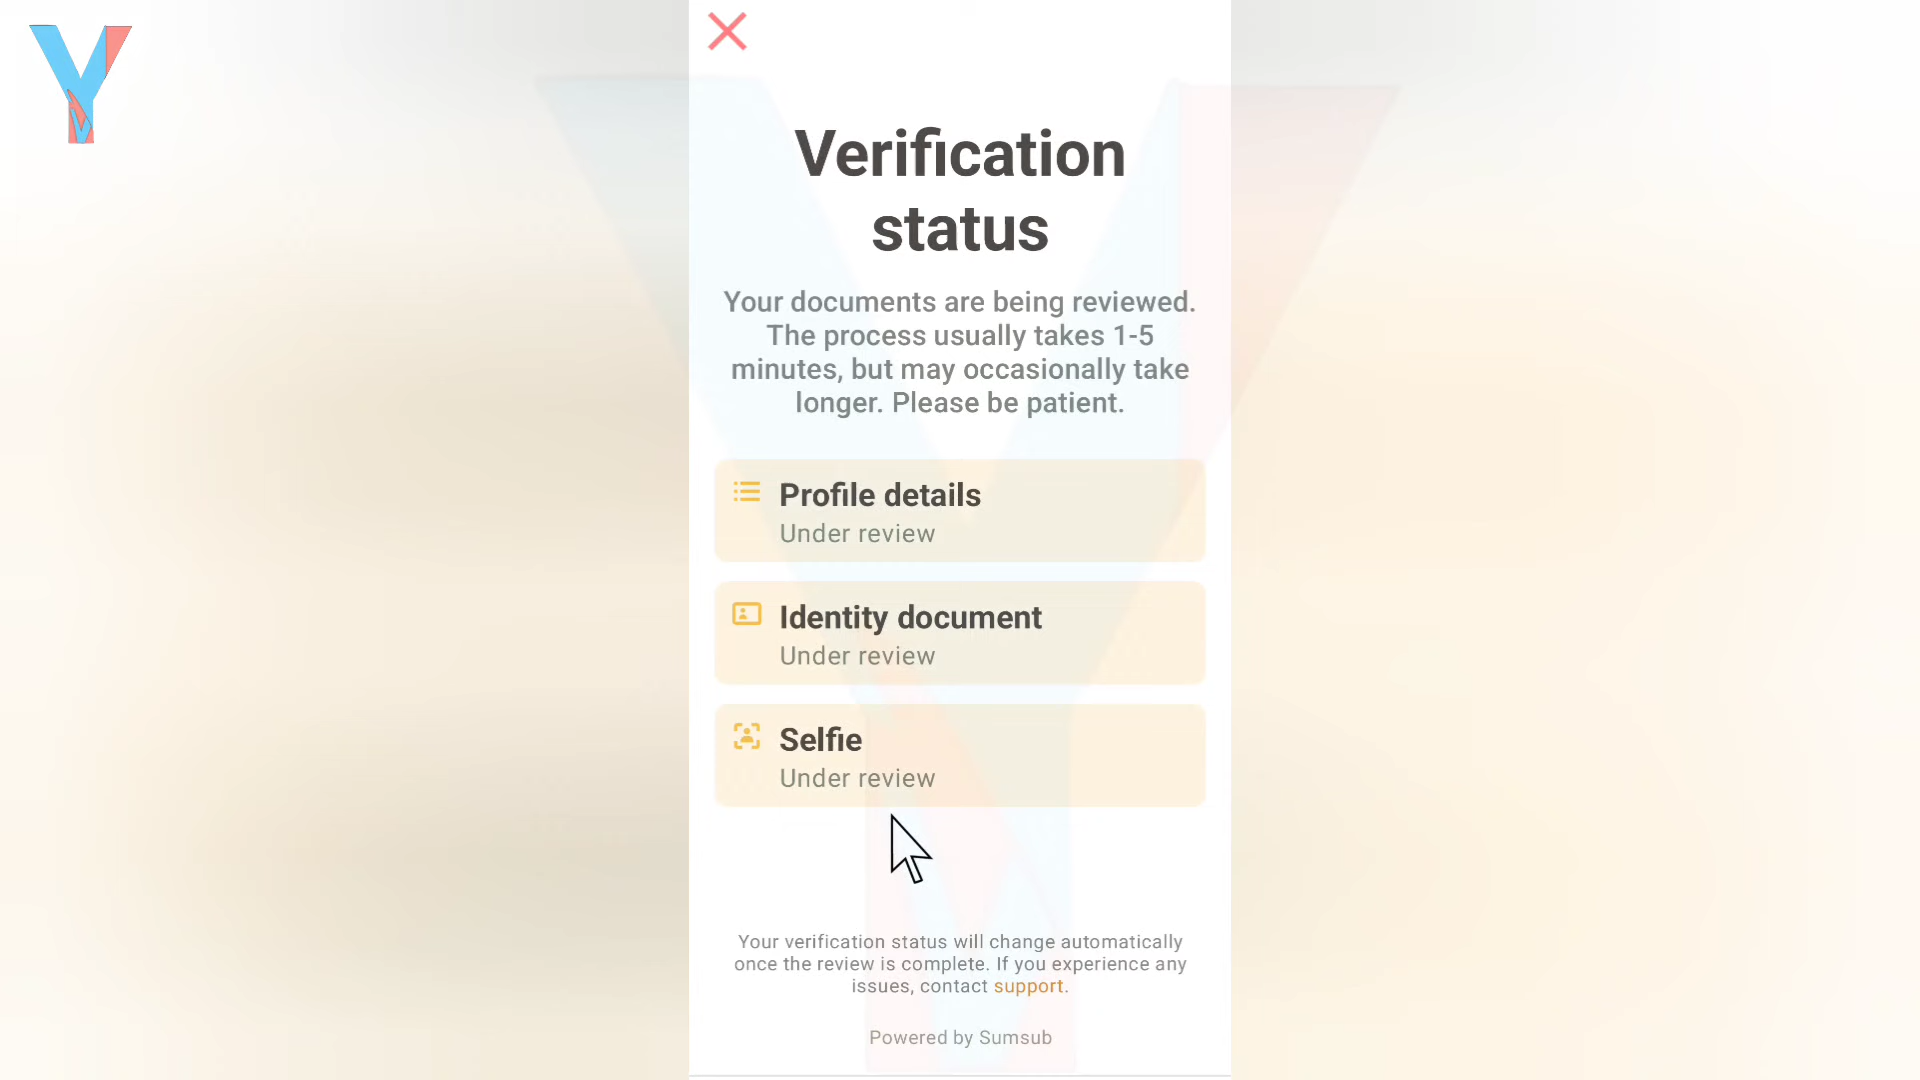 Verification
status
Your documents are being reviewed.
The process usually takes 1-5
minutes, but may occasionally take
longer. Please be patient.
Profile details
Under review
Identity document
Under review
Selfie
Under review
Your verification status will change automatically
once the review is complete. If you experience any
issues, contact support.
Powered by Sumsub